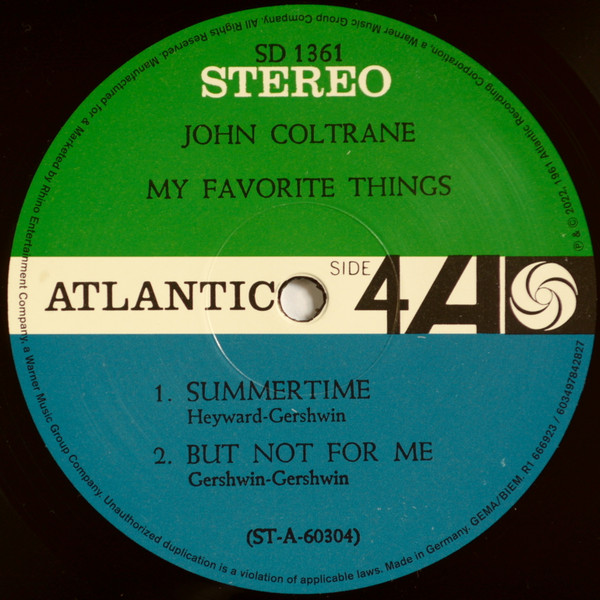 SD 1361
STEREO
JOHN COLTRANE
MY FAVORITE THINGS
ATLANTIC
SIDE 4A
1. SUMMERTIME
Heyward-Gershwin
2. BUT NOT FOR ME
Gershwin-Gershwin
(ST-A-60304)
℗ & © 2022, 1961 Atlantic Recording Corporation, a Warner Music Group Company. All Rights Reserved. Manufactured for & Marketed by Rhino Entertainment Company, a Warner Music Group Company. Unauthorized duplication is a violation of applicable laws. Made in Germany. GEMA/BIEM. R1 666923 / 603497842827